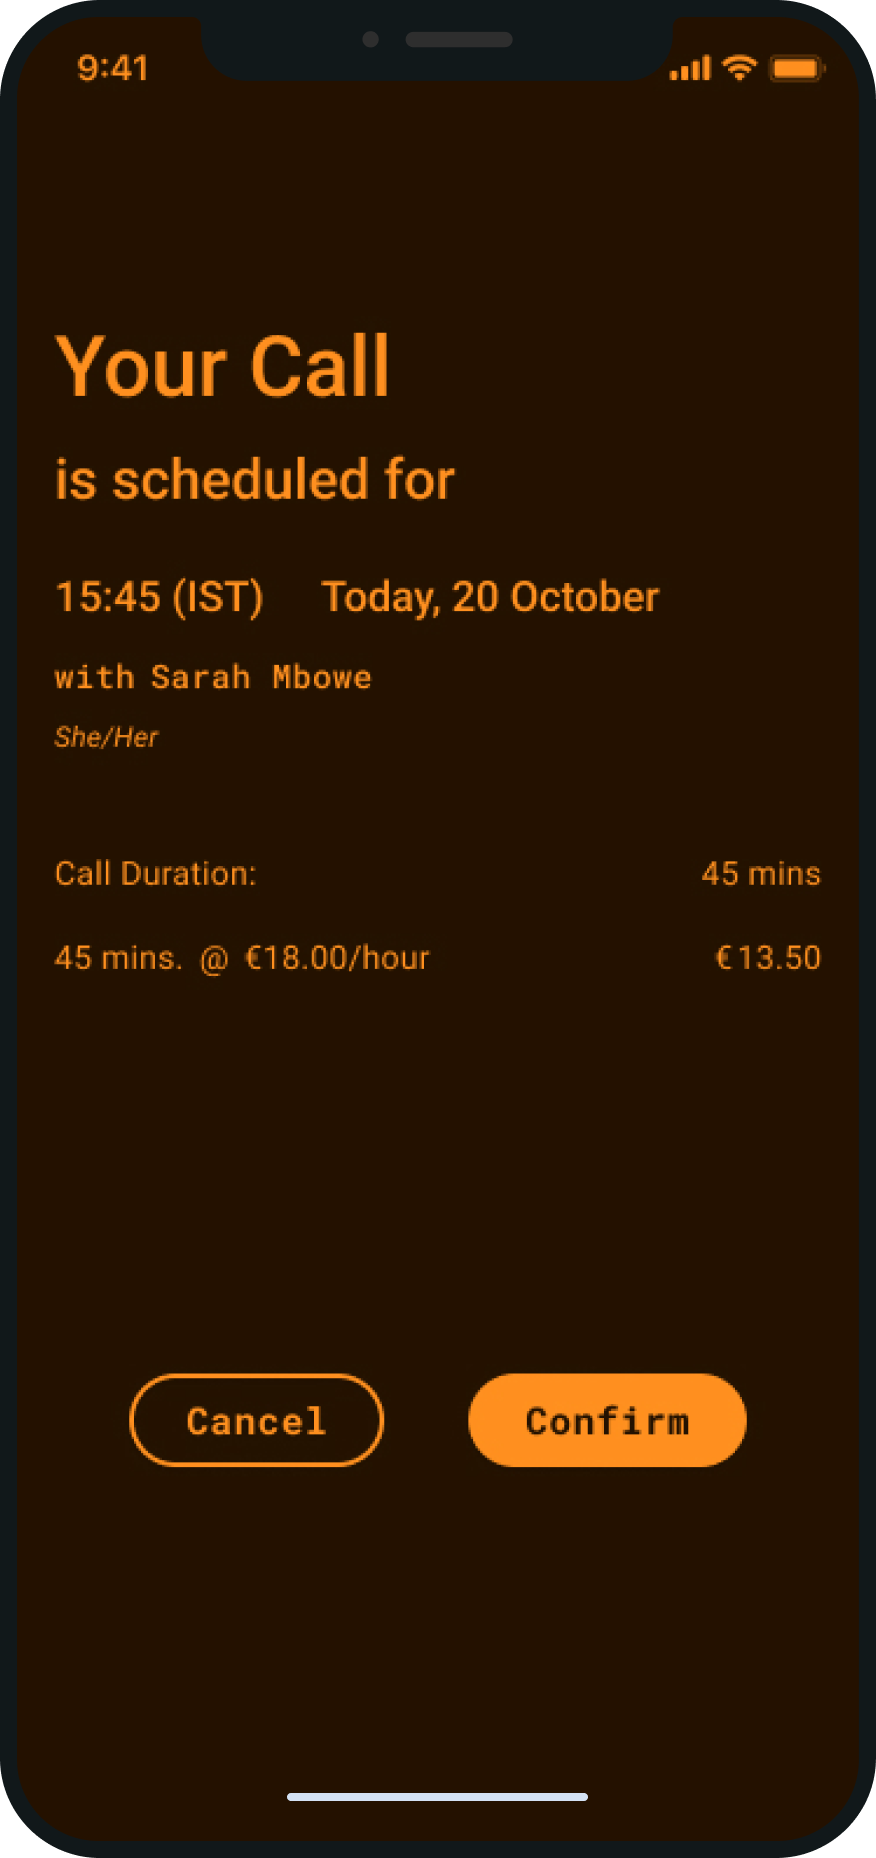 9:41
Your Call
is scheduled for
15:45 (IST) Today, 20 October
with Sarah Mbowe
She/Her
Call Duration: 45 mins
45 mins. @ €18.00/hour €13.50
Cancel Confirm